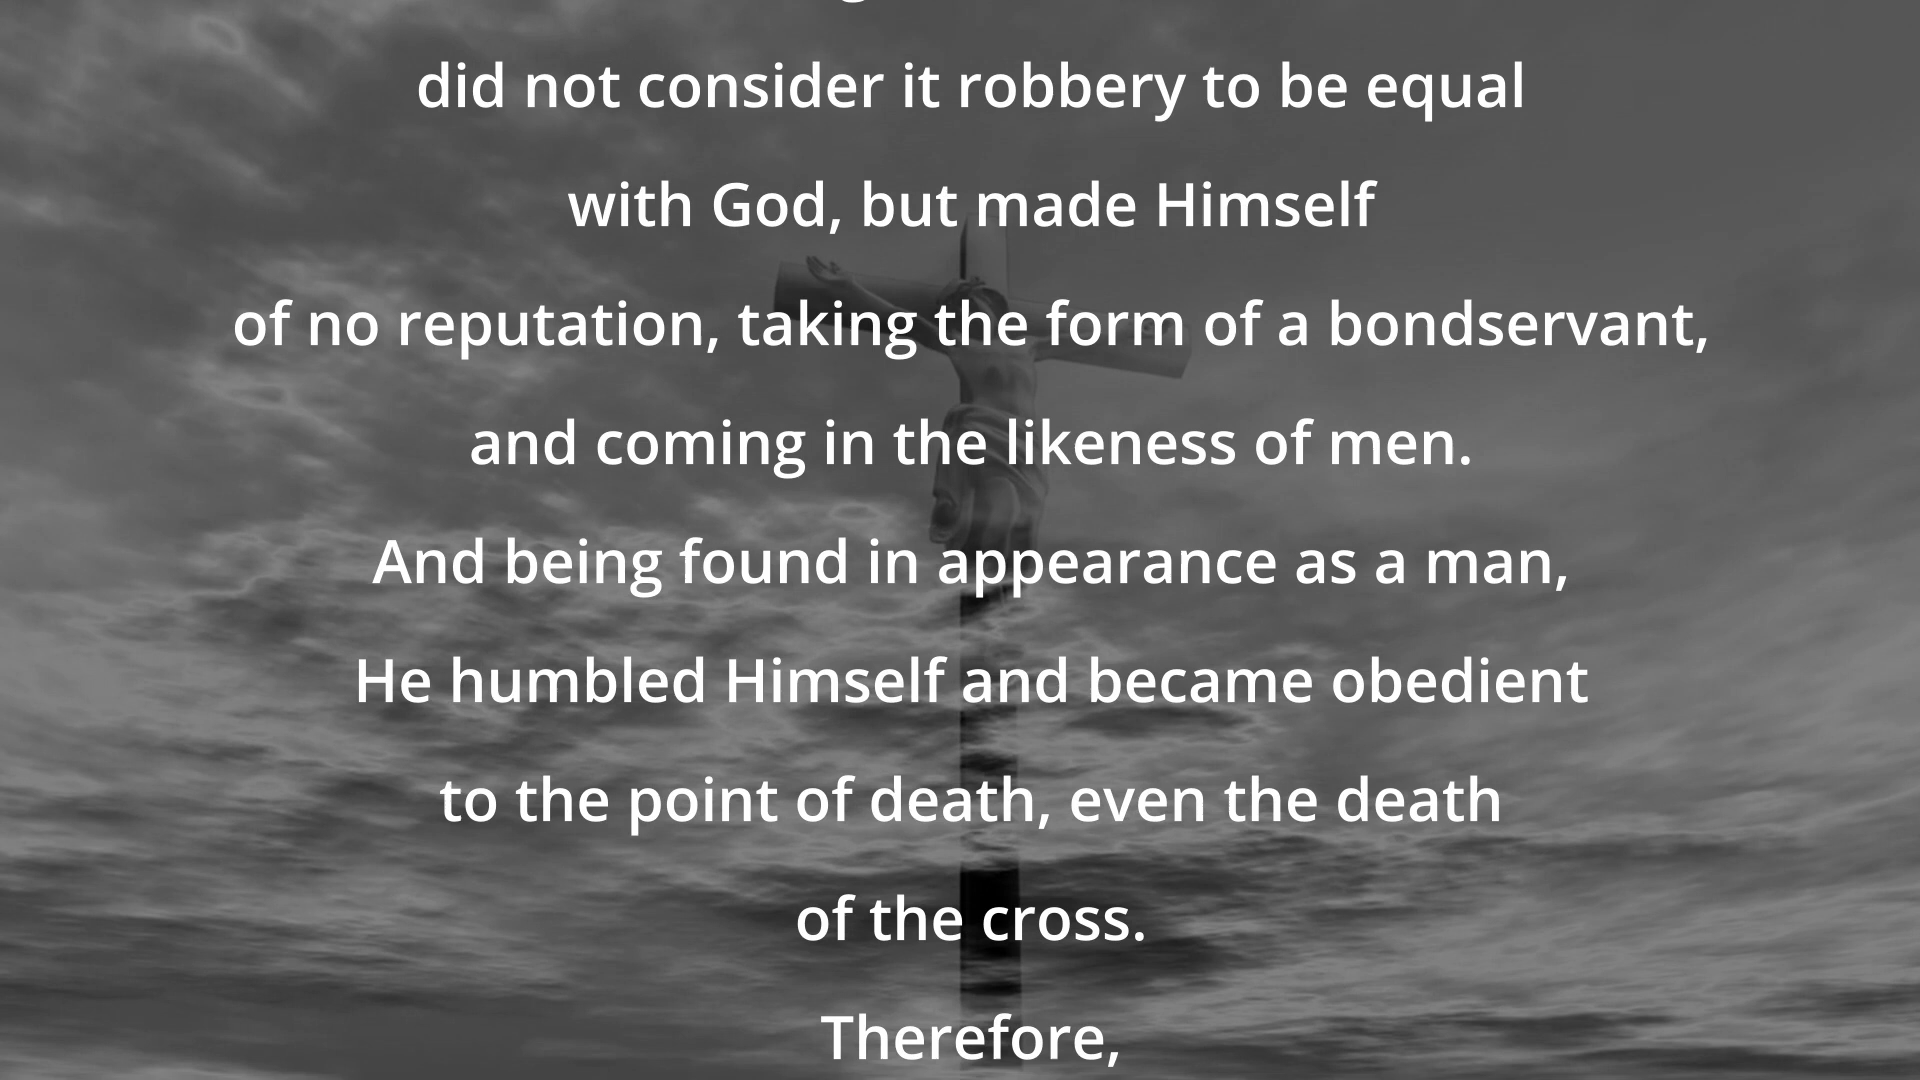 did not consider it robbery to be equal
with God, but made Himself
of no reputation, taking the form of a bondservant,
and coming in the likeness of men.
And being found in appearance as a man,
He humbled Himself and became obedient
to the point of death, even the death
of the cross.
Therefore,